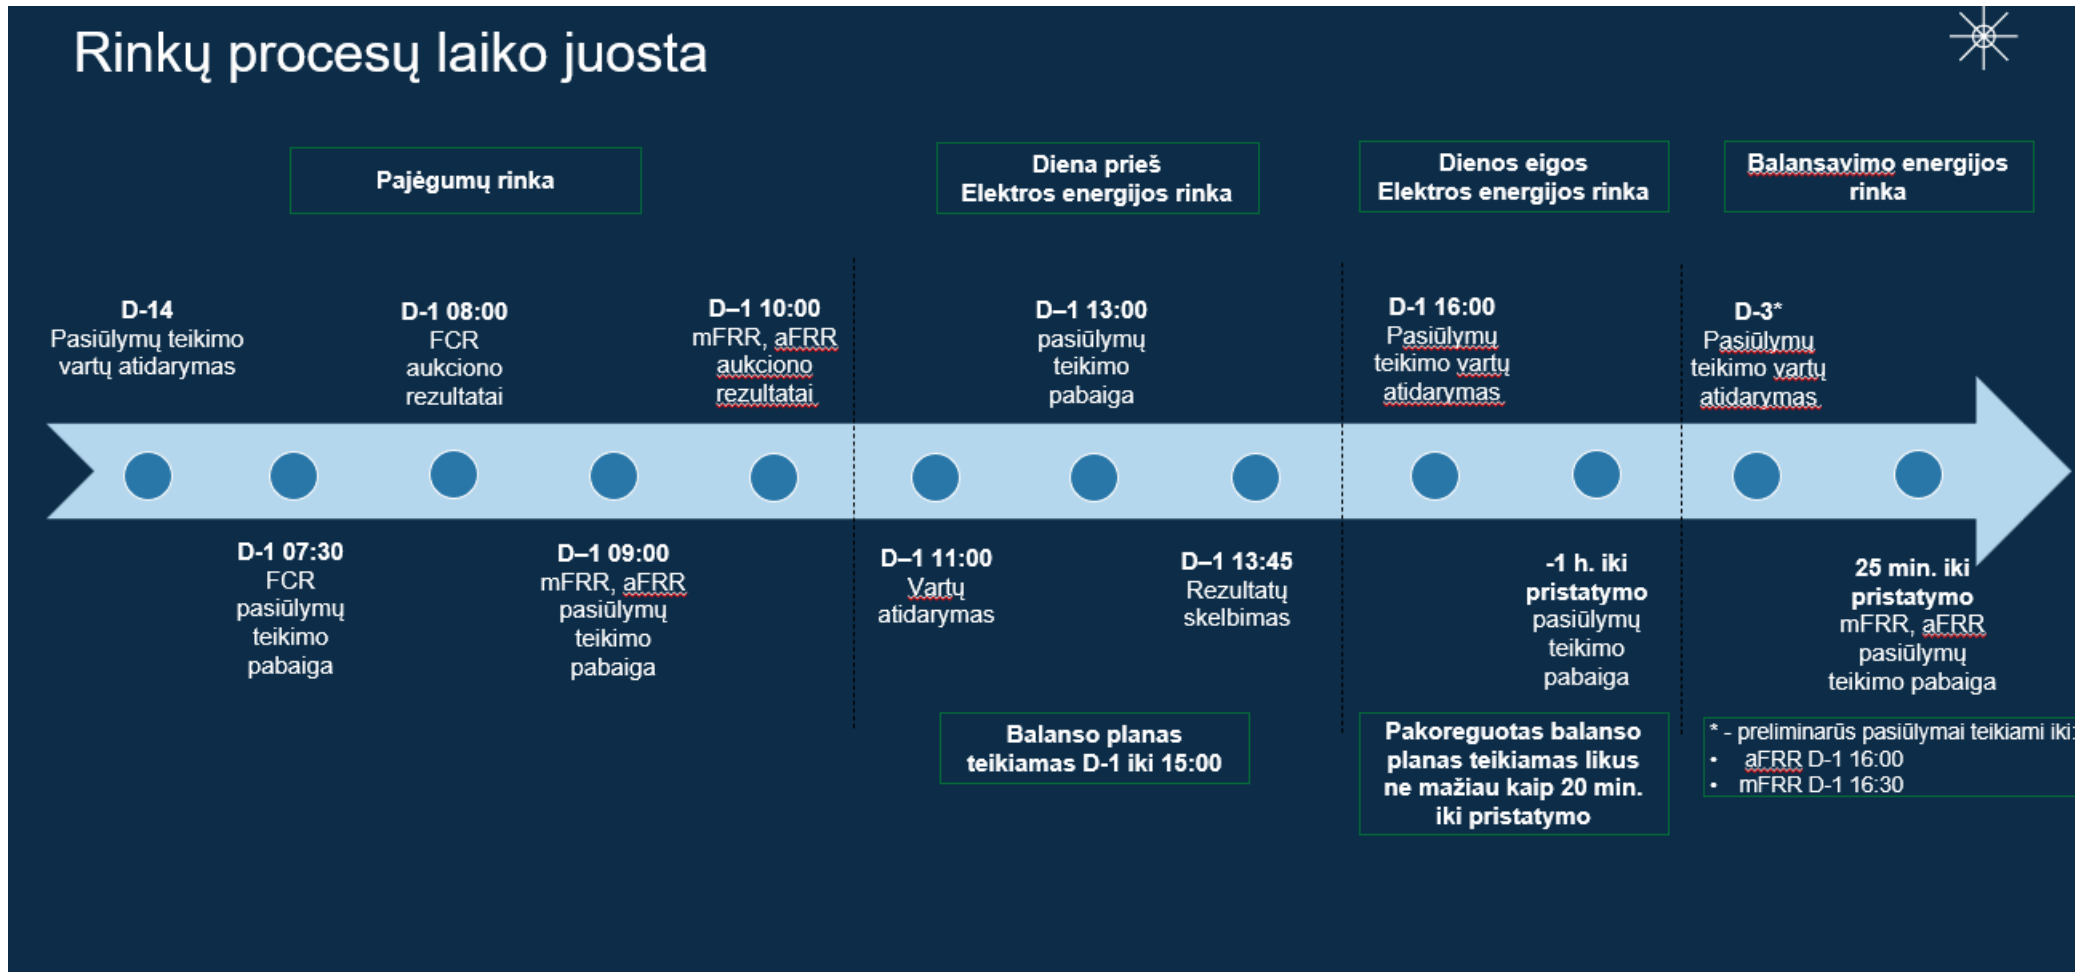 Rinkų procesų laiko juosta
Pajėgumų rinka
Diena prieš
Elektros energijos rinka
Dienos eigos
Elektros energijos rinka
Balansavimo energijos
rinka
D-14
Pasiūlymų teikimo
vartų atidarymas
D-1 08:00
FCR
aukciono
rezultatai
D–1 10:00
mFRR, aFRR
aukciono
rezultatai
D–1 13:00
pasiūlymų
teikimo
pabaiga
D-1 16:00
Pasiūlymų
teikimo vartų
atidarymas
D-3*
Pasiūlymų
teikimo vartų
atidarymas
D-1 07:30
FCR
pasiūlymų
teikimo
pabaiga
D–1 09:00
mFRR, aFRR
pasiūlymų
teikimo
pabaiga
D–1 11:00
Vartų
atidarymas
D–1 13:45
Rezultatų
skelbimas
-1 h. iki
pristatymo
pasiūlymų
teikimo
pabaiga
25 min. iki
pristatymo
mFRR, aFRR
pasiūlymų
teikimo pabaiga
Balanso planas
teikiamas D-1 iki 15:00
Pakoreguotas balanso
planas teikiamas likus
ne mažiau kaip 20 min.
iki pristatymo
* - preliminarūs pasiūlymai teikiami iki:
• aFRR D-1 16:00
• mFRR D-1 16:30